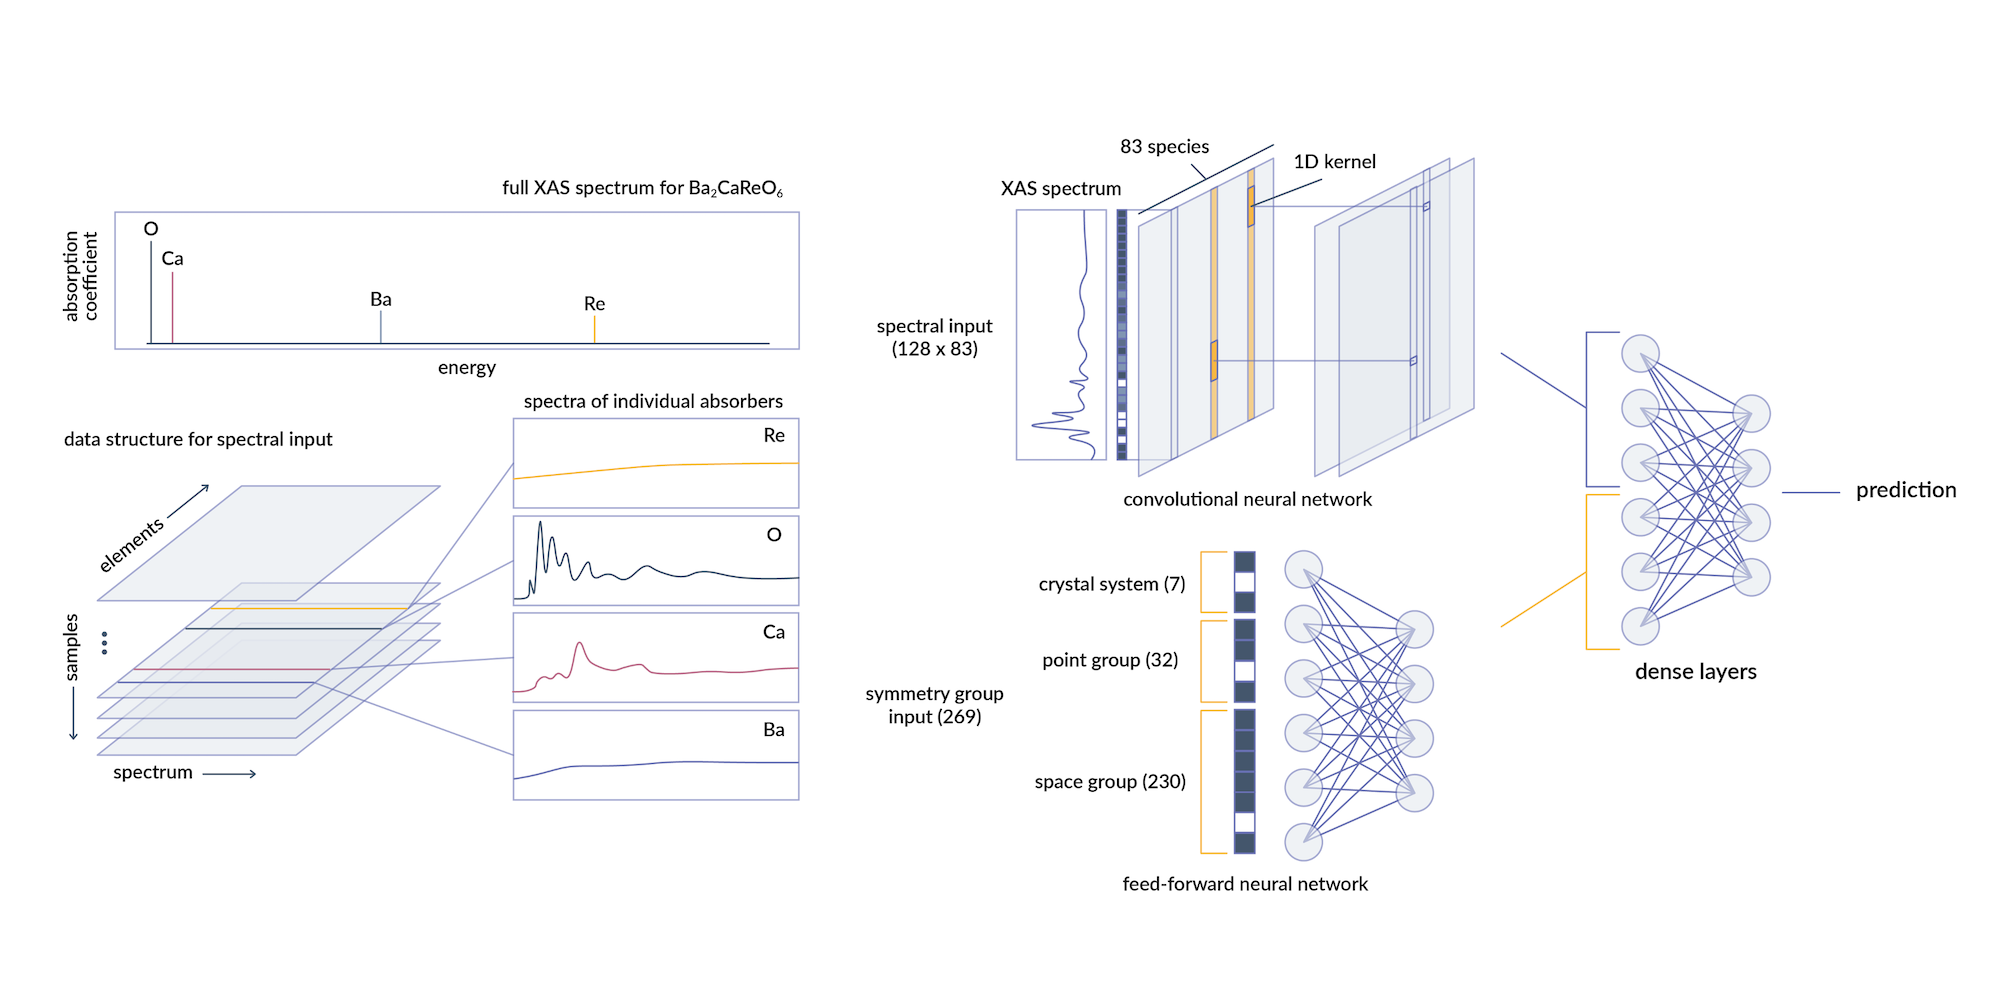 full XAS spectrum for Ba₂CaReO₆
absorption
coefficient
O
Ca
Ba
Re
energy
data structure for spectral input
elements
samples
spectrum
spectra of individual absorbers
Re
O
Ca
Ba
83 species
1D kernel
XAS spectrum
spectral input
(128 x 83)
convolutional neural network
crystal system (7)
point group (32)
symmetry group
input (269)
space group (230)
feed-forward neural network
dense layers
prediction